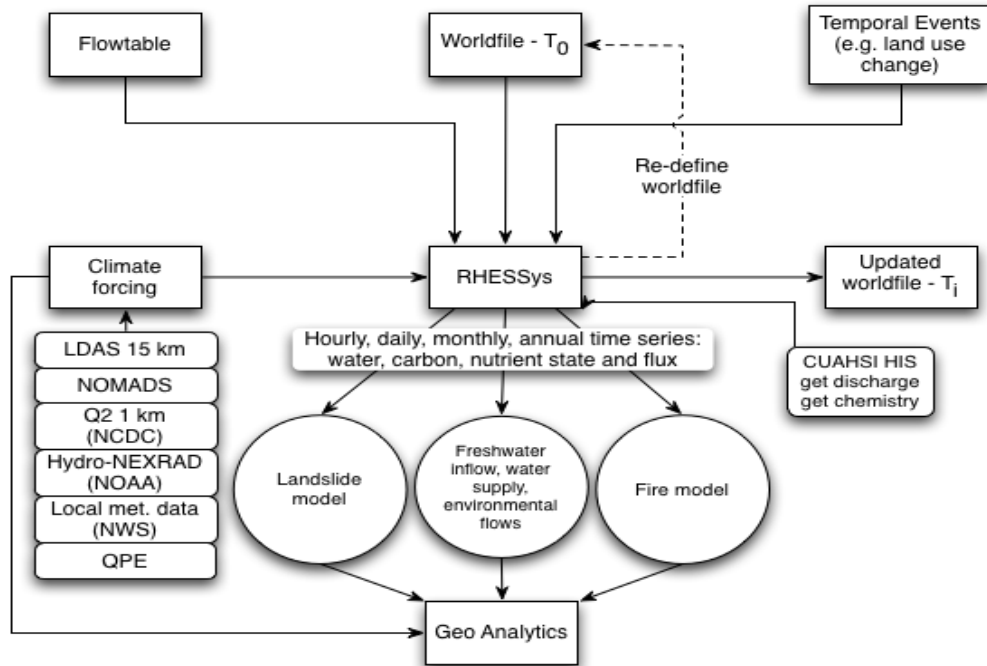 Flowtable
Worldfile - T0
Temporal Events
(e.g. land use
change)
Re-define
worldfile
Climate
forcing
RHESSys
Updated
worldfile - Ti
LDAS 15 km
NOMADS
Q2 1 km
(NCDC)
Hydro-NEXRAD
(NOAA)
Local met. data
(NWS)
QPE
Hourly, daily, monthly, annual time series:
water, carbon, nutrient state and flux
CUAHSI HIS
get discharge
get chemistry
Landslide
model
Freshwater
inflow, water
supply,
environmental
flows
Fire model
Geo Analytics